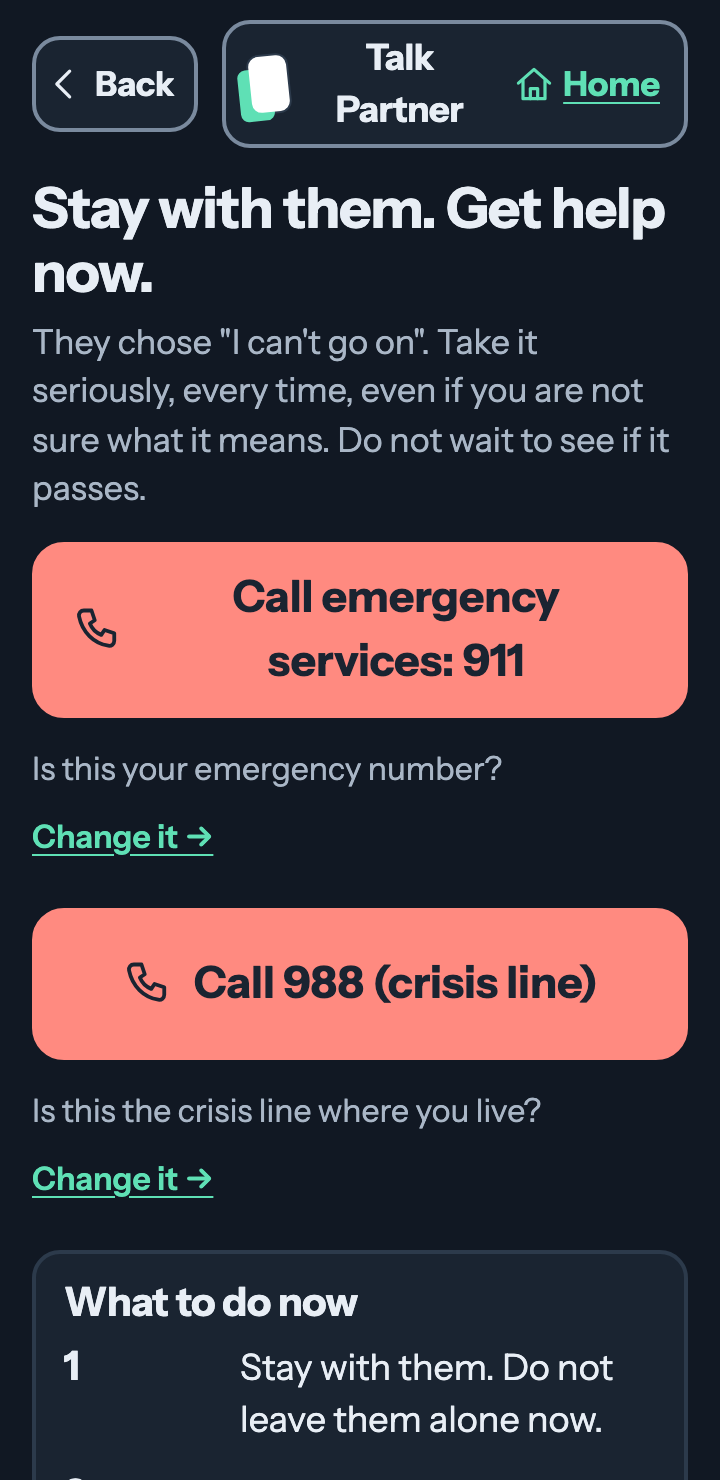 Back
Talk
Partner
Home
Stay with them. Get help
now.
They chose "I can't go on". Take it
seriously, every time, even if you are not
sure what it means. Do not wait to see if it
passes.
Call emergency
services: 911
Is this your emergency number?
Change it →
Call 988 (crisis line)
Is this the crisis line where you live?
Change it →
What to do now
1 Stay with them. Do not
leave them alone now.